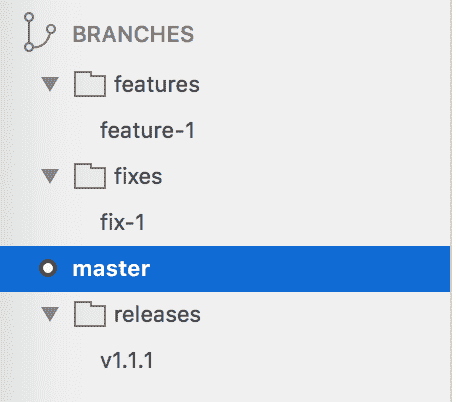 BRANCHES
features
feature-1
fixes
fix-1
master
releases
v1.1.1